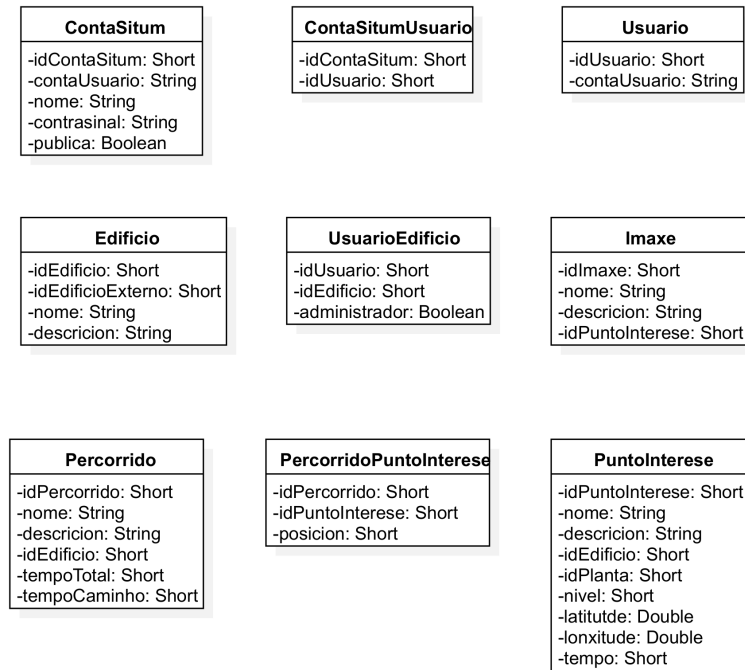 ContaSitum
-idContaSitum: Short
-contaUsuario: String
-nome: String
-contrasinal: String
-publica: Boolean
ContaSitumUsuario
-idContaSitum: Short
-idUsuario: Short
Usuario
-idUsuario: Short
-contaUsuario: String
Edificio
-idEdificio: Short
-idEdificioExterno: Short
-nome: String
-descricion: String
UsuarioEdificio
-idUsuario: Short
-idEdificio: Short
-administrador: Boolean
Imaxe
-idImaxe: Short
-nome: String
-descricion: String
-idPuntoInterese: Short
Percorrido
-idPercorrido: Short
-nome: String
-descricion: String
-idEdificio: Short
-tempoTotal: Short
-tempoCaminho: Short
PercorridoPuntoInterese
-idPercorrido: Short
-idPuntoInterese: Short
-posicion: Short
PuntoInterese
-idPuntoInterese: Short
-nome: String
-descricion: String
-idEdificio: Short
-idPlanta: Short
-nivel: Short
-latitutde: Double
-lonxitude: Double
-tempo: Short